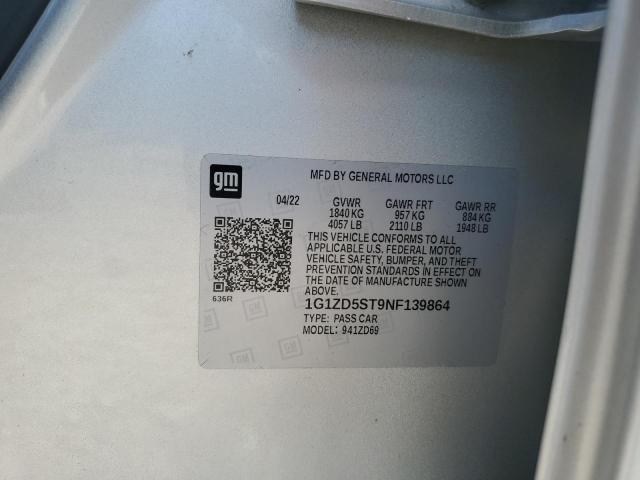 gm
MFD BY GENERAL MOTORS LLC
04/22 GVWR GAWR FRT GAWR RR
1840 KG 957 KG 884 KG
4057 LB 2110 LB 1948 LB
THIS VEHICLE CONFORMS TO ALL
APPLICABLE U.S. FEDERAL MOTOR
VEHICLE SAFETY, BUMPER, AND THEFT
PREVENTION STANDARDS IN EFFECT ON
THE DATE OF MANUFACTURE SHOWN
ABOVE.
636R
1G1ZD5ST9NF139864
TYPE: PASS CAR
MODEL: 941ZD69